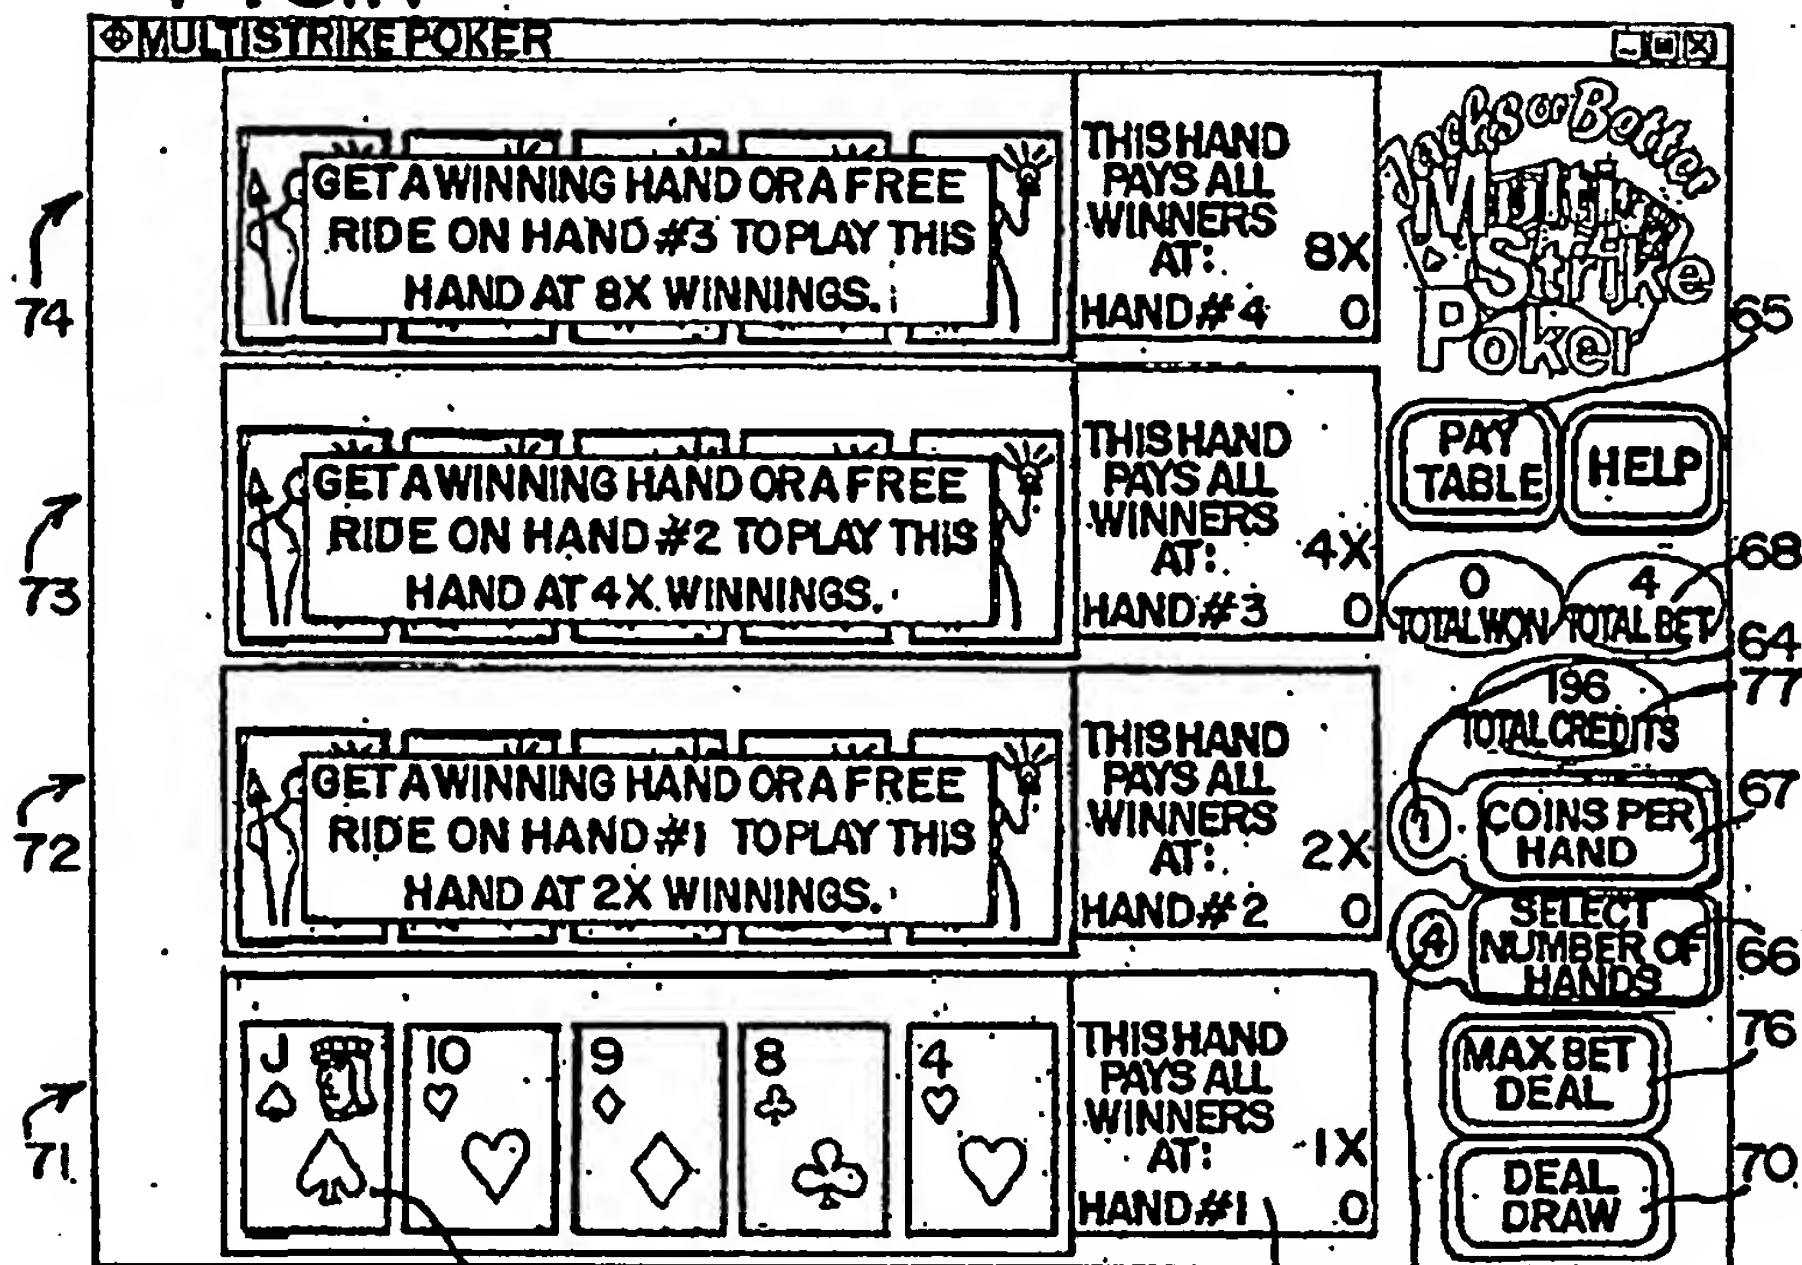 MULTISTRIKE POKER
74
GET A WINNING HAND OR A FREE
RIDE ON HAND #3 TO PLAY THIS
HAND AT 8X WINNINGS.
THIS HAND
PAYS ALL
WINNERS
AT:
8X
HAND #4 0
Jacks or Better
Multi
Strike
Poker
65
PAY
TABLE
HELP
73
GET A WINNING HAND OR A FREE
RIDE ON HAND #2 TO PLAY THIS
HAND AT 4X WINNINGS.
THIS HAND
PAYS ALL
WINNERS
AT:
4X
HAND #3 0
0
TOTAL WON
4
TOTAL BET
68
64
196
TOTAL CREDITS
77
72
GET A WINNING HAND OR A FREE
RIDE ON HAND #1 TO PLAY THIS
HAND AT 2X WINNINGS.
THIS HAND
PAYS ALL
WINNERS
AT:
2X
HAND #2 0
1
COINS PER
HAND
67
4
SELECT
NUMBER OF
HANDS
66
71
J
10
9
8
4
THIS HAND
PAYS ALL
WINNERS
AT:
1X
HAND #1 0
MAX BET
DEAL
76
DEAL
DRAW
70